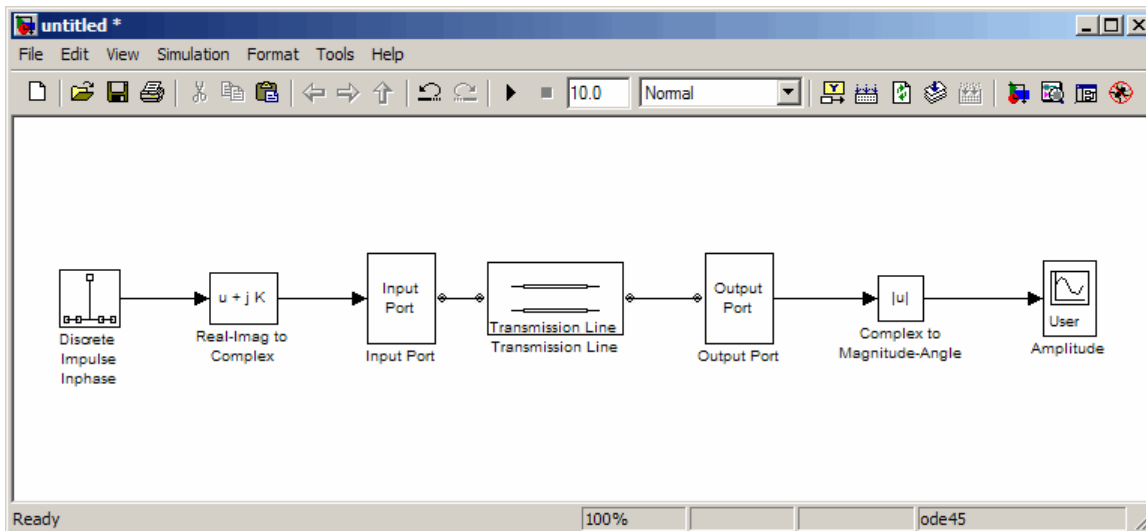 untitled *
File Edit View Simulation Format Tools Help
10.0 Normal
Discrete
Impulse
Inphase
u + j K
Real-Imag to
Complex
Input
Port
Input Port
Transmission Line
Transmission Line
Output
Port
Output Port
|u|
Complex to
Magnitude-Angle
User
Amplitude
Ready 100% ode45